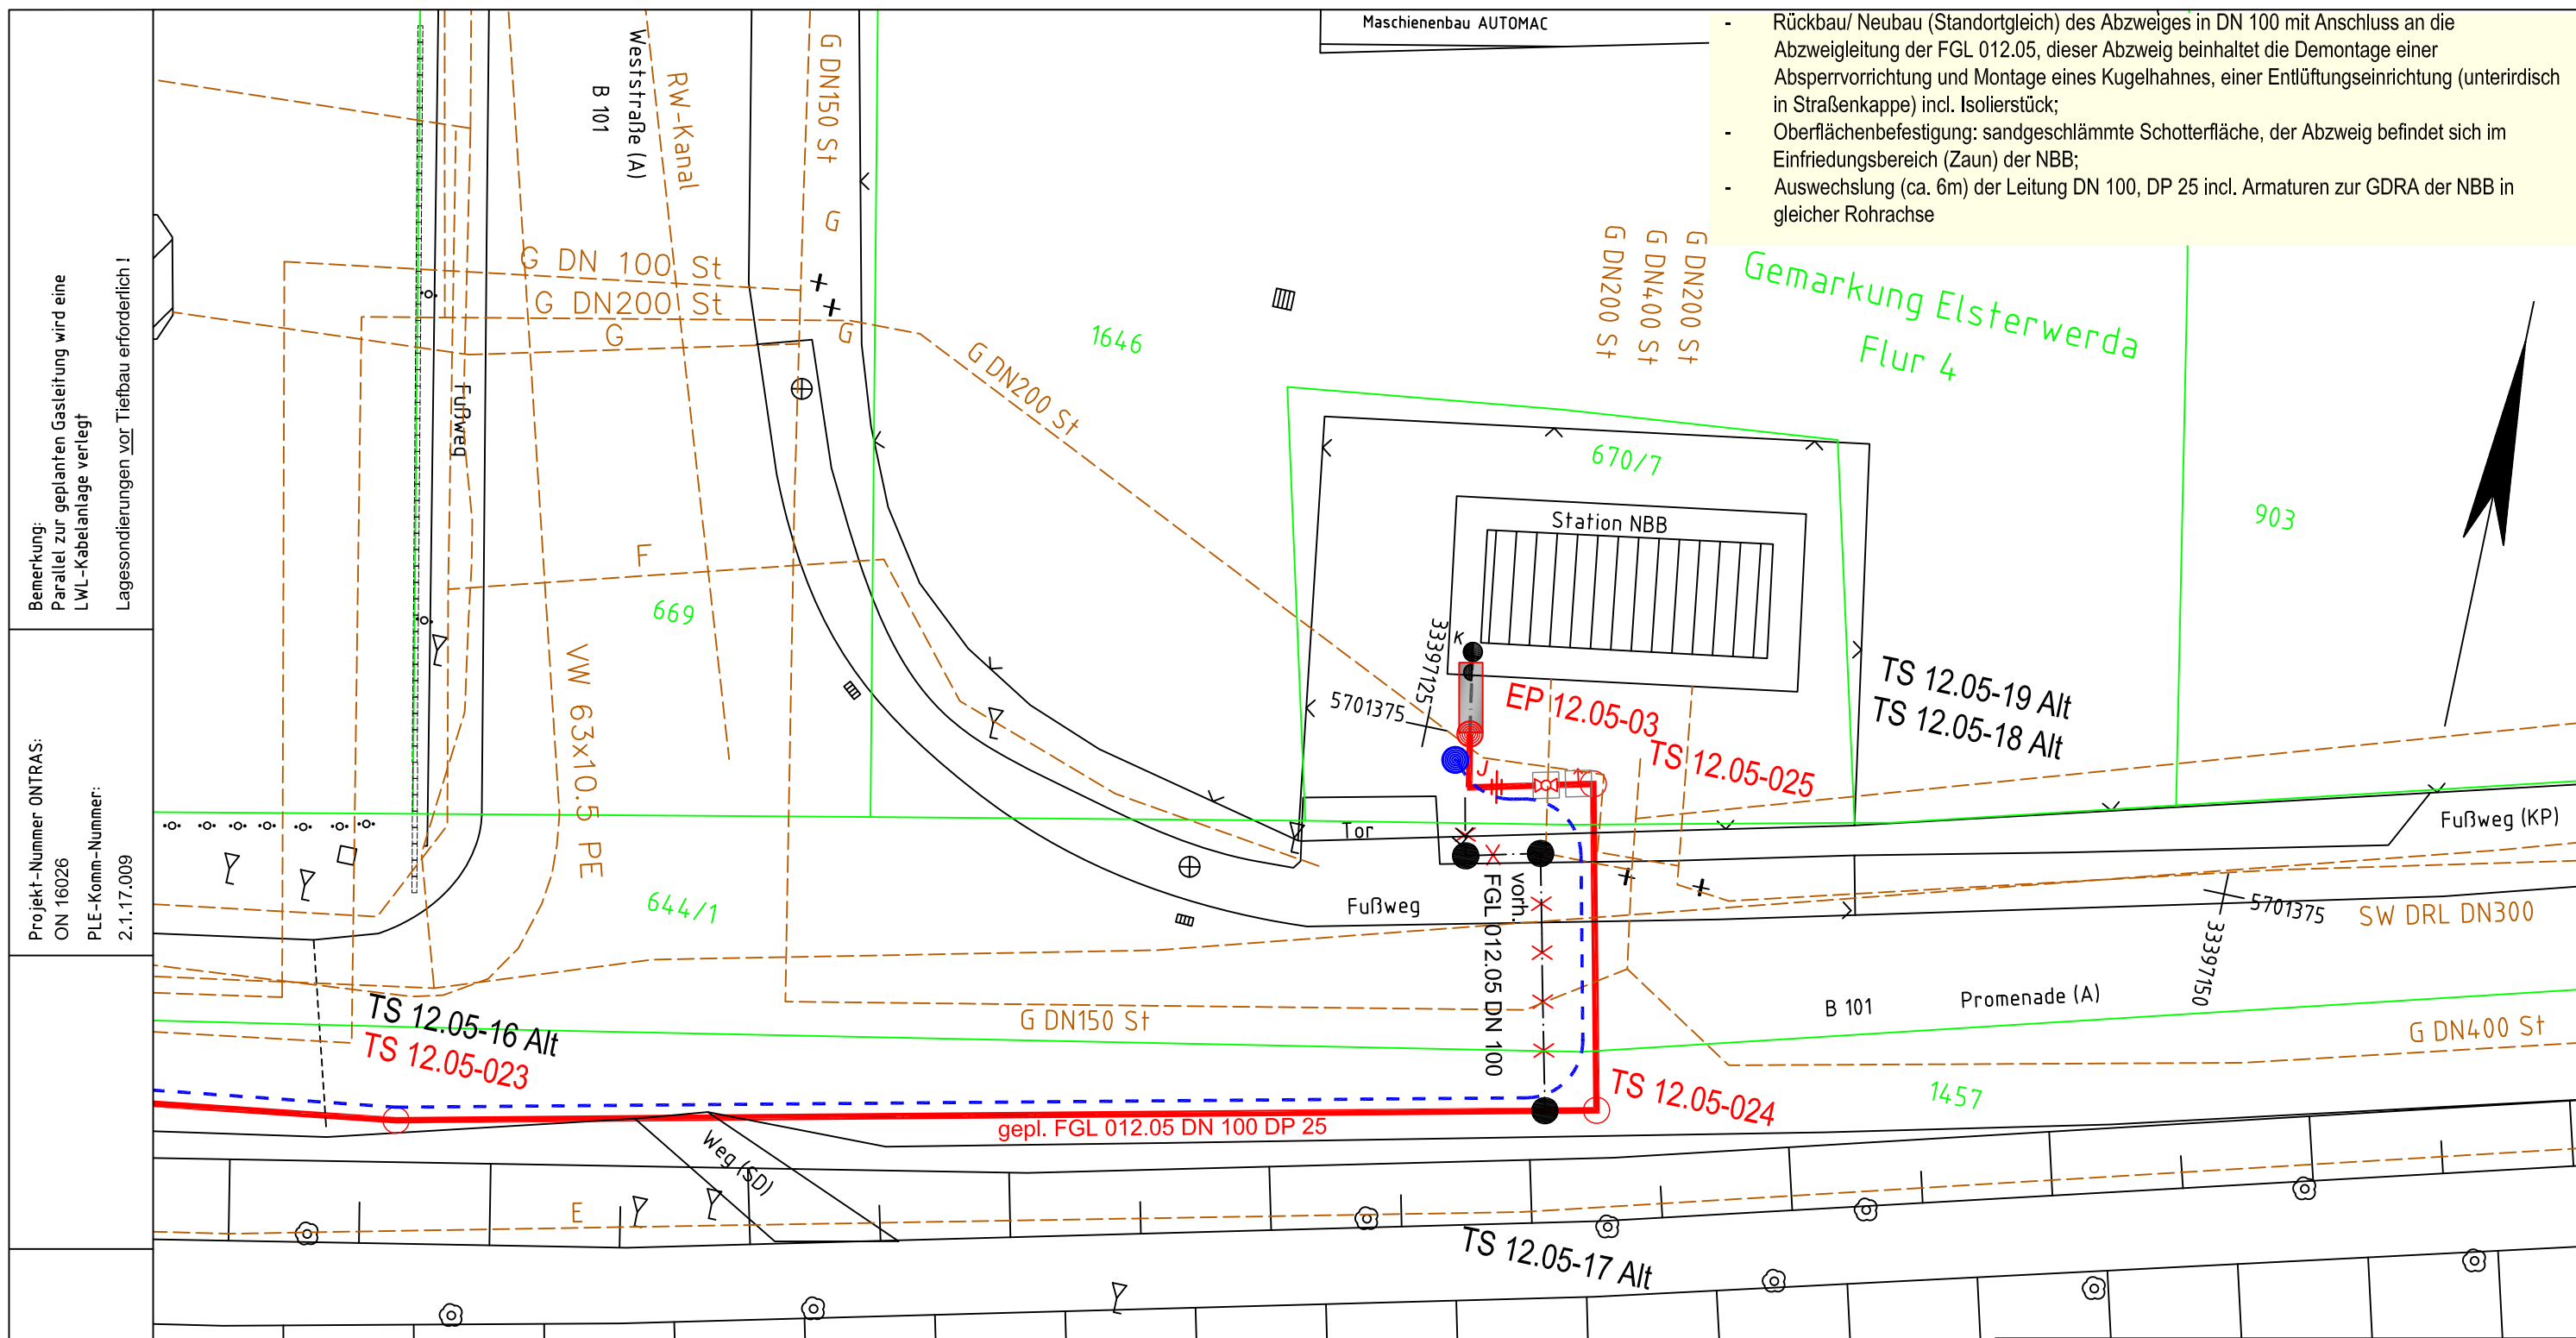 Maschienenbau AUTOMAC
- Rückbau/ Neubau (Standortgleich) des Abzweiges in DN 100 mit Anschluss an die
Abzweigleitung der FGL 012.05, dieser Abzweig beinhaltet die Demontage einer
Absperrvorrichtung und Montage eines Kugelhahnes, einer Entlüftungseinrichtung (unterirdisch
in Straßenkappe) incl. Isolierstück;
- Oberflächenbefestigung: sandgeschlämmte Schotterfläche, der Abzweig befindet sich im
Einfriedungsbereich (Zaun) der NBB;
- Auswechslung (ca. 6m) der Leitung DN 100, DP 25 incl. Armaturen zur GDRA der NBB in
gleicher Rohrachse
Bemerkung:
Parallel zur geplanten Gasleitung wird eine
LWL-Kabelanlage verlegt
Lagesondierungen vor Tiefbau erforderlich !
Projekt-Nummer ONTRAS:
ON 16026
PLE-Komm-Nummer:
2.1.17.009
Weststraße (A)
B 101
RW-Kanal
G DN150 St
G
G DN 100 St
G DN200 St
G
G
Fußweg
G DN200 St
1646
G DN200 St
G DN400 St
G DN200 St
Gemarkung Elsterwerda
Flur 4
670/7
903
Station NBB
F
669
VW 63x10.5 PE
644/1
K
33397125
5701375
EP 12.05-03
TS 12.05-025
J
1
TS 12.05-19 Alt
TS 12.05-18 Alt
Tor
Fußweg (KP)
Fußweg
vorh.
FGL 012.05 DN 100
5701375
33397150
SW DRL DN300
B 101
Promenade (A)
G DN400 St
G DN150 St
TS 12.05-16 Alt
TS 12.05-023
TS 12.05-024
1457
gepl. FGL 012.05 DN 100 DP 25
Weg (SD)
E
TS 12.05-17 Alt